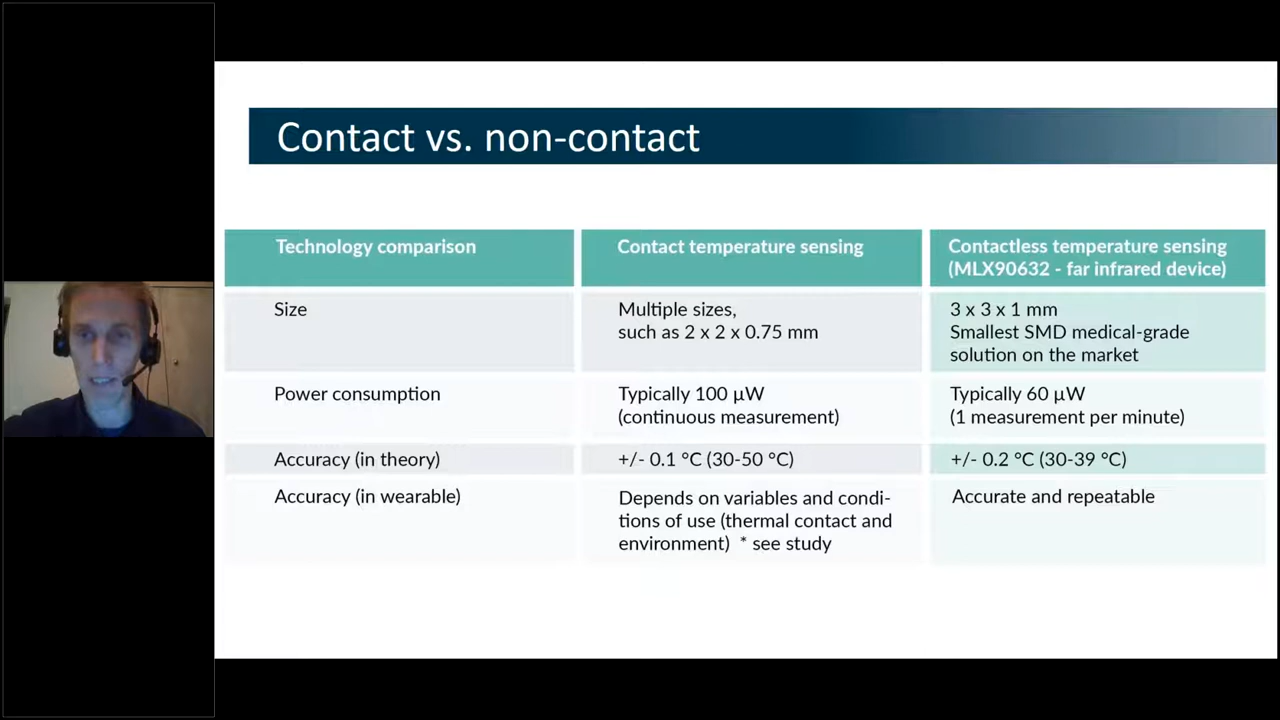 Contact vs. non-contact
Technology comparison
Contact temperature sensing
Contactless temperature sensing
(MLX90632 - far infrared device)
Size
Multiple sizes,
such as 2 x 2 x 0.75 mm
3 x 3 x 1 mm
Smallest SMD medical-grade
solution on the market
Power consumption
Typically 100 µW
(continuous measurement)
Typically 60 µW
(1 measurement per minute)
Accuracy (in theory)
+/- 0.1 °C (30-50 °C)
+/- 0.2 °C (30-39 °C)
Accuracy (in wearable)
Depends on variables and condi-
tions of use (thermal contact and
environment) * see study
Accurate and repeatable